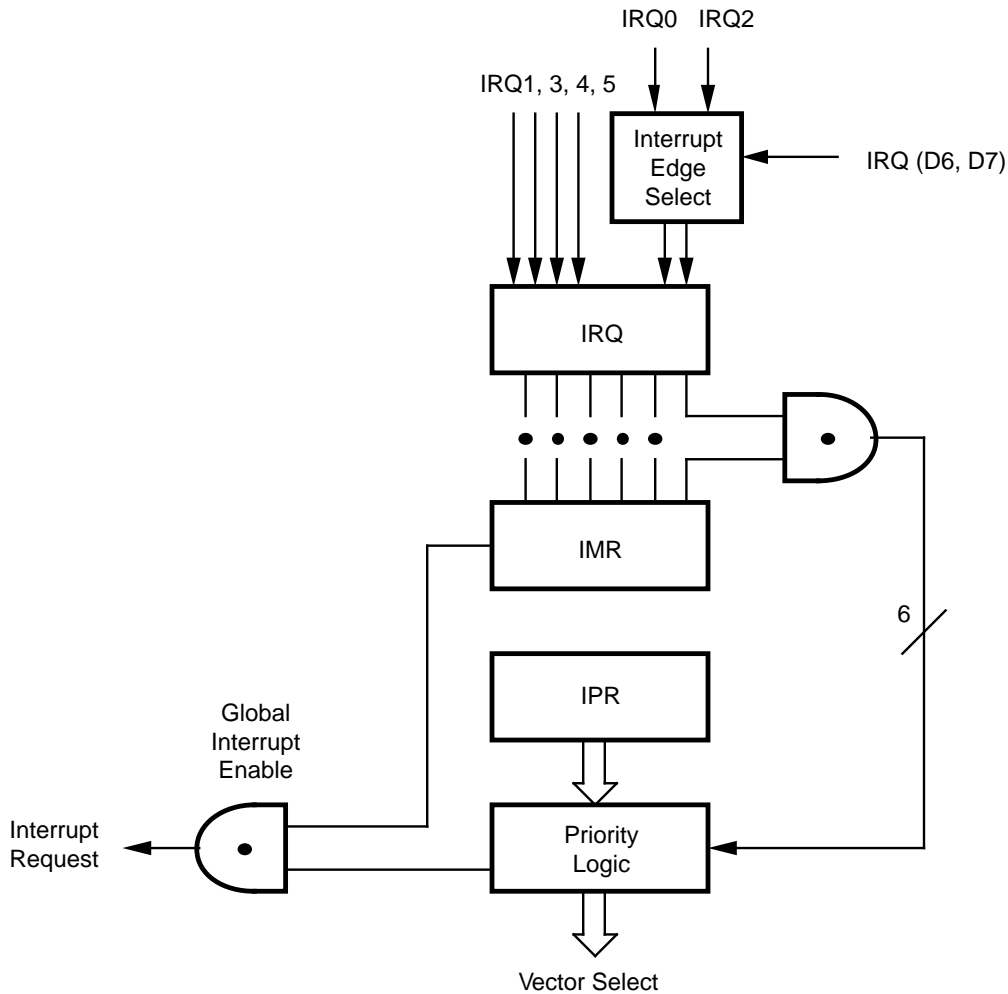 IRQ0 IRQ2
IRQ1, 3, 4, 5
Interrupt
Edge
Select
IRQ (D6, D7)
IRQ
IMR
6
IPR
Global
Interrupt
Enable
Interrupt
Request
Priority
Logic
Vector Select